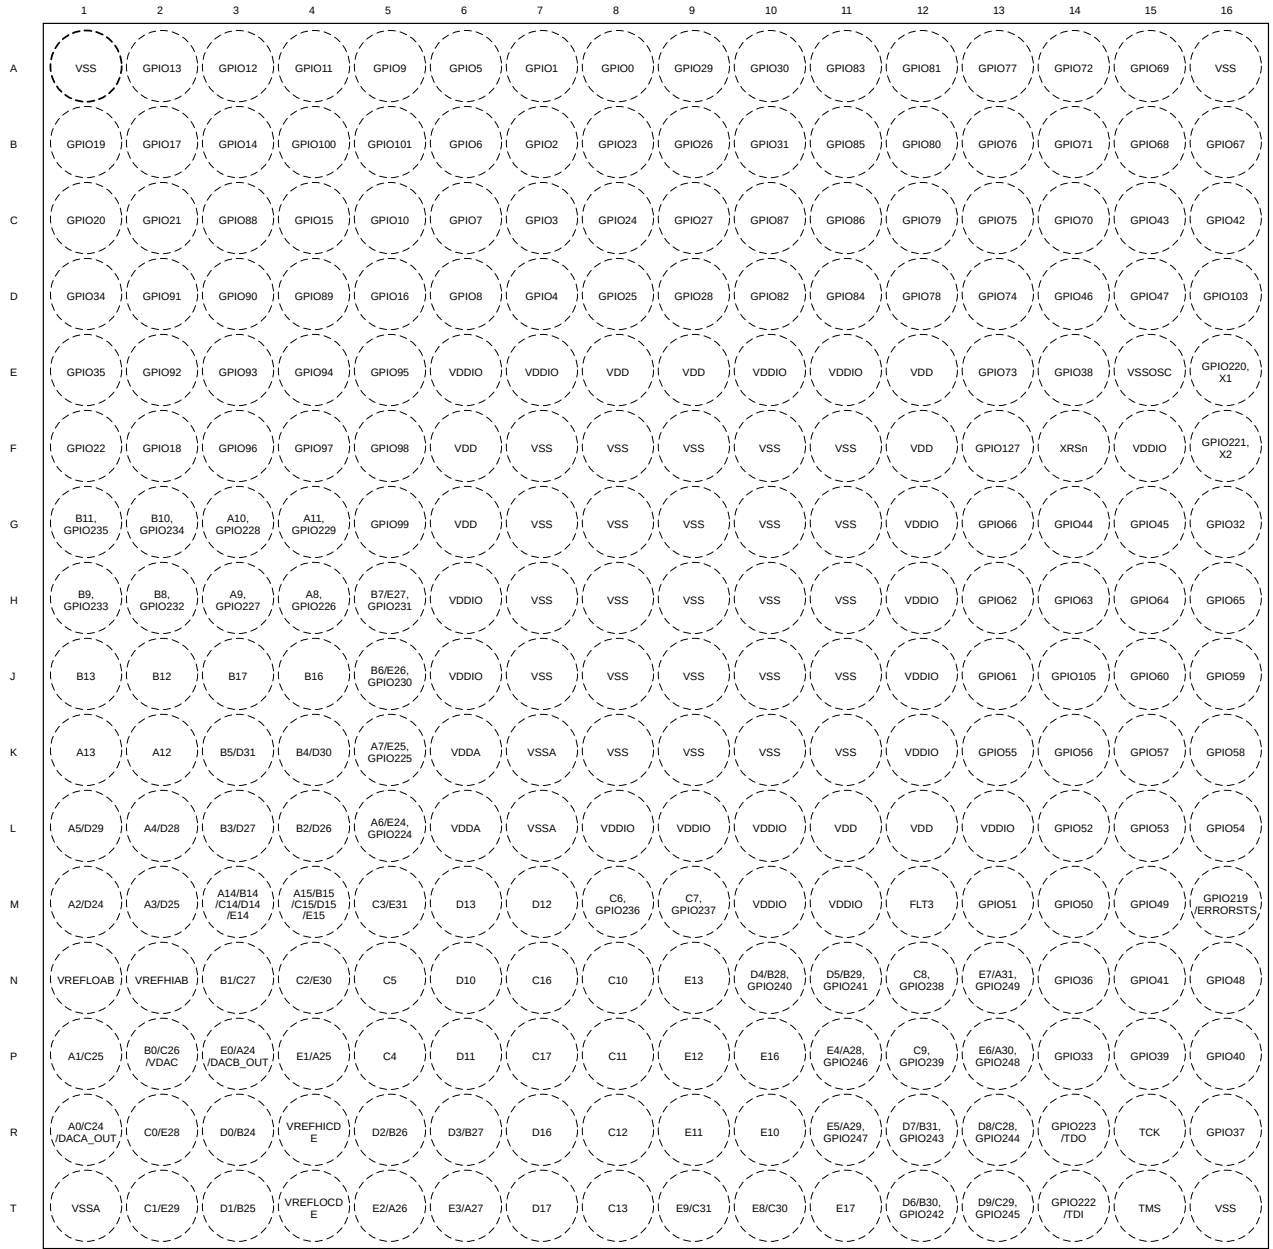 1 2 3 4 5 6 7 8 9 10 11 12 13 14 15 16
A VSS GPIO13 GPIO12 GPIO11 GPIO9 GPIO5 GPIO1 GPIO0 GPIO29 GPIO30 GPIO83 GPIO81 GPIO77 GPIO72 GPIO69 VSS
B GPIO19 GPIO17 GPIO14 GPIO100 GPIO101 GPIO6 GPIO2 GPIO23 GPIO26 GPIO31 GPIO85 GPIO80 GPIO76 GPIO71 GPIO68 GPIO67
C GPIO20 GPIO21 GPIO88 GPIO15 GPIO10 GPIO7 GPIO3 GPIO24 GPIO27 GPIO87 GPIO86 GPIO79 GPIO75 GPIO70 GPIO43 GPIO42
D GPIO34 GPIO91 GPIO90 GPIO89 GPIO16 GPIO8 GPIO4 GPIO25 GPIO28 GPIO82 GPIO84 GPIO78 GPIO74 GPIO46 GPIO47 GPIO103
E GPIO35 GPIO92 GPIO93 GPIO94 GPIO95 VDDIO VDDIO VDD VDD VDDIO VDDIO VDD GPIO73 GPIO38 VSSOSC GPIO220,
X1
F GPIO22 GPIO18 GPIO96 GPIO97 GPIO98 VDD VSS VSS VSS VSS VSS VDD GPIO127 XRSn VDDIO GPIO221,
X2
G B11, B10, A10, A11, GPIO99 VDD VSS VSS VSS VSS VSS VDDIO GPIO66 GPIO44 GPIO45 GPIO32
GPIO235 GPIO234 GPIO228 GPIO229
H B9, B8, A9, A8, B7/E27, VDDIO VSS VSS VSS VSS VSS VDDIO GPIO62 GPIO63 GPIO64 GPIO65
GPIO233 GPIO232 GPIO227 GPIO226 GPIO231
J B13 B12 B17 B16 B6/E26, VDDIO VSS VSS VSS VSS VSS VDDIO GPIO61 GPIO105 GPIO60 GPIO59
GPIO230
K A13 A12 B5/D31 B4/D30 A7/E25, VDDA VSSA VSS VSS VSS VSS VDDIO GPIO55 GPIO56 GPIO57 GPIO58
GPIO225
L A5/D29 A4/D28 B3/D27 B2/D26 A6/E24, VDDA VSSA VDDIO VDDIO VDDIO VDD VDD VDDIO GPIO52 GPIO53 GPIO54
GPIO224
M A2/D24 A3/D25 A14/B14 A15/B15 C3/E31 D13 D12 C6, C7, VDDIO VDDIO FLT3 GPIO51 GPIO50 GPIO49 GPIO219
/C14/D14 /C15/D15 GPIO236 GPIO237 /ERRORSTS
/E14 /E15
N VREFLOAB VREFHIAB B1/C27 C2/E30 C5 D10 C16 C10 E13 D4/B28, D5/B29, C8, E7/A31, GPIO36 GPIO41 GPIO48
GPIO240 GPIO241 GPIO238 GPIO249
P A1/C25 B0/C26 E0/A24 E1/A25 C4 D11 C17 C11 E12 E16 E4/A28, C9, E6/A30, GPIO33 GPIO39 GPIO40
/VDAC /DACB_OUT GPIO246 GPIO239 GPIO248
R A0/C24 C0/E28 D0/B24 VREFHICD D2/B26 D3/B27 D16 C12 E11 E10 E5/A29, D7/B31, D8/C28, GPIO223 TCK GPIO37
/DACA_OUT E GPIO247 GPIO243 GPIO244 /TDO
T VSSA C1/E29 D1/B25 VREFLOCD E2/A26 E3/A27 D17 C13 E9/C31 E8/C30 E17 D6/B30, D9/C29, GPIO222 TMS VSS
E GPIO242 GPIO245 /TDI